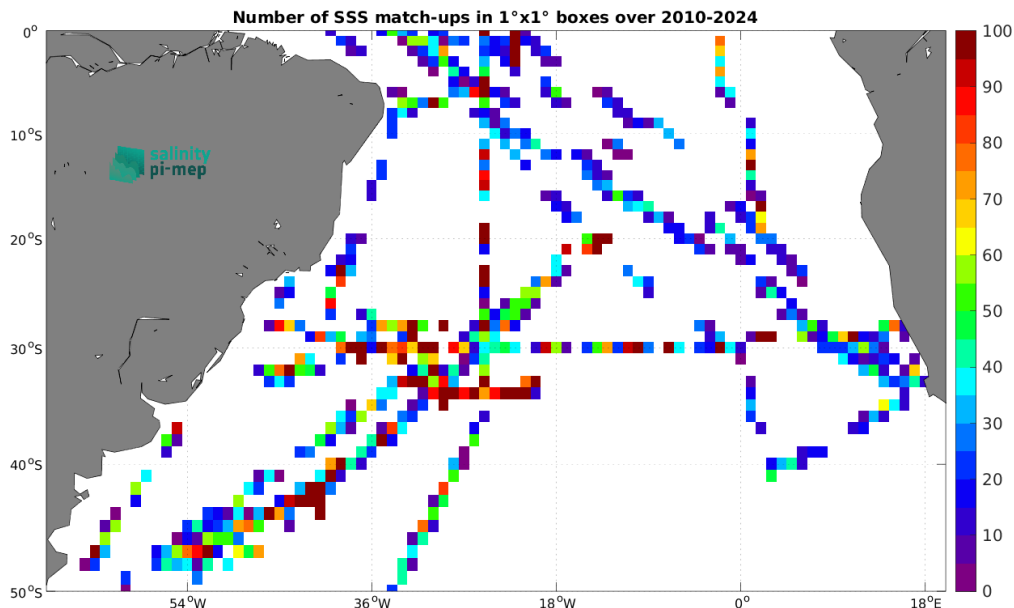 Number of SSS match-ups in 1°x1° boxes over 2010-2024
0°
10°S
20°S
30°S
40°S
50°S
salinity
pi-mep
54°W
36°W
18°W
0°
18°E
100
90
80
70
60
50
40
30
20
10
0